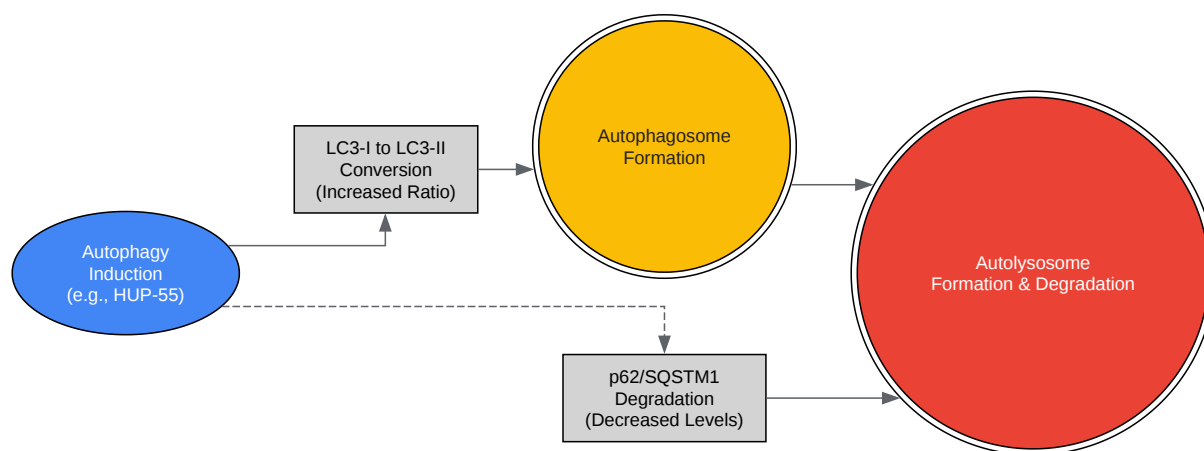 Autophagy
Induction
(e.g., HUP-55)
LC3-I to LC3-II
Conversion
(Increased Ratio)
Autophagosome
Formation
p62/SQSTM1
Degradation
(Decreased Levels)
Autolysosome
Formation & Degradation